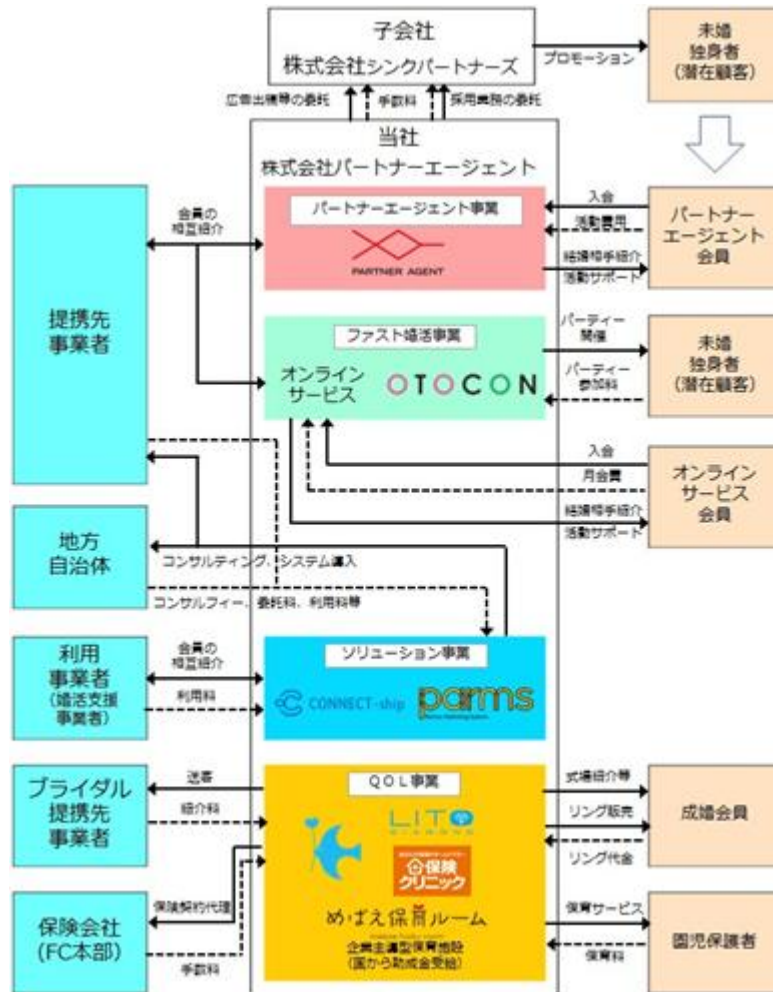 子会社
株式会社シンクパートナーズ
プロモーション
未婚
独身者
(潜在顧客)
広告出稿等の委託
手数料
採用業務の委託
当社
株式会社パートナーエージェント
パートナーエージェント事業
PARTNER AGENT
会員の
相互紹介
入会
活動費用
結婚相手紹介
活動サポート
パートナー
エージェント
会員
提携先
事業者
ファスト婚活事業
オンライン
サービス
OTOCON
パーティー
開催
パーティー
参加料
未婚
独身者
(潜在顧客)
入会
月会費
結婚相手紹介
活動サポート
オンライン
サービス
会員
地方
自治体
コンサルティング、システム導入
コンサルフィー、委託料、利用料等
利用
事業者
(婚活支援
事業者)
会員の
相互紹介
利用料
ソリューション事業
CONNECT-ship
parms
ブライダル
提携先
事業者
送客
紹介料
QOL事業
LITO
DIAMOND
保険
クリニック
式場紹介等
リング販売
リング代金
成婚会員
保険会社
(FC本部)
保険契約代理
手数料
めばえ保育ルーム
企業主導型保育施設
(国から助成金受給)
保育サービス
保育料
園児保護者